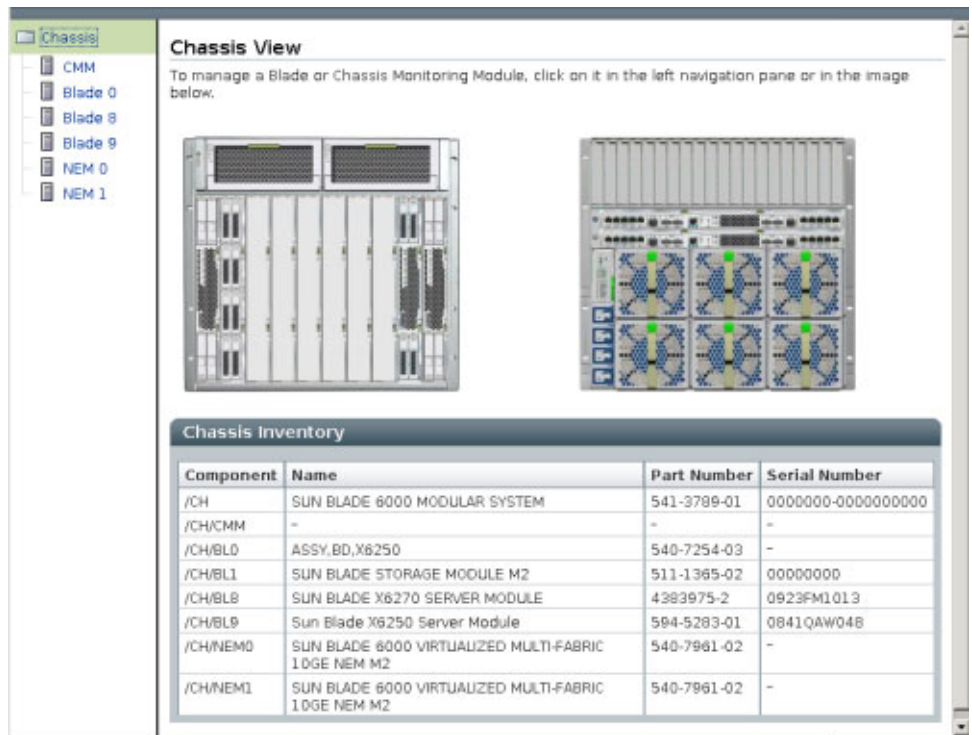 Chassis
CMM
Blade 0
Blade 8
Blade 9
NEM 0
NEM 1
Chassis View
To manage a Blade or Chassis Monitoring Module, click on it in the left navigation pane or in the image
below.
Chassis Inventory
Component Name Part Number Serial Number
/CH SUN BLADE 6000 MODULAR SYSTEM 541-3789-01 0000000-0000000000
/CH/CMM - - -
/CH/BL0 ASSY,BD,X6250 540-7254-03 -
/CH/BL1 SUN BLADE STORAGE MODULE M2 511-1365-02 00000000
/CH/BL8 SUN BLADE X6270 SERVER MODULE 4383975-2 0923FM1013
/CH/BL9 Sun Blade X6250 Server Module 594-5283-01 0841QAW048
/CH/NEM0 SUN BLADE 6000 VIRTUALIZED MULTI-FABRIC 540-7961-02 -
10GE NEM M2
/CH/NEM1 SUN BLADE 6000 VIRTUALIZED MULTI-FABRIC 540-7961-02 -
10GE NEM M2